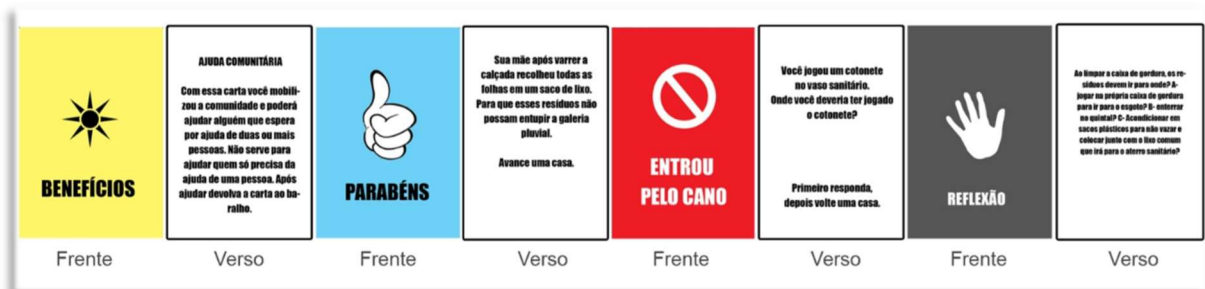 BENEFÍCIOS
AJUDA COMUNITÁRIA
Com essa carta você mobili-
zou a comunidade e poderá
ajudar alguém que espera
por ajuda de duas ou mais
pessoas. Não serve para
ajudar quem só precisa da
ajuda de uma pessoa. Após
ajudar devolva a carta ao ba-
ralho.
PARABÉNS
Sua mãe após varrer a
calçada recolheu todas as
folhas em um saco de lixo.
Para que esses resíduos não
possam entupir a galeria
pluvial.
Avance uma casa.
ENTROU
PELO CANO
Você jogou um cotonete
no vaso sanitário.
Onde você deveria ter jogado
o cotonete?
Primeiro responda,
depois volte uma casa.
REFLEXÃO
Ao limpar a caixa de gordura, os re-
síduos devem ir para onde? A-
jogar na própria caixa de gordura
para ir para o esgoto? B- enterrar
no quintal? C- Acondicionar em
sacos plásticos para não vazar e
colocar junto com o lixo comum
que irá para o aterro sanitário?
Frente
Verso
Frente
Verso
Frente
Verso
Frente
Verso